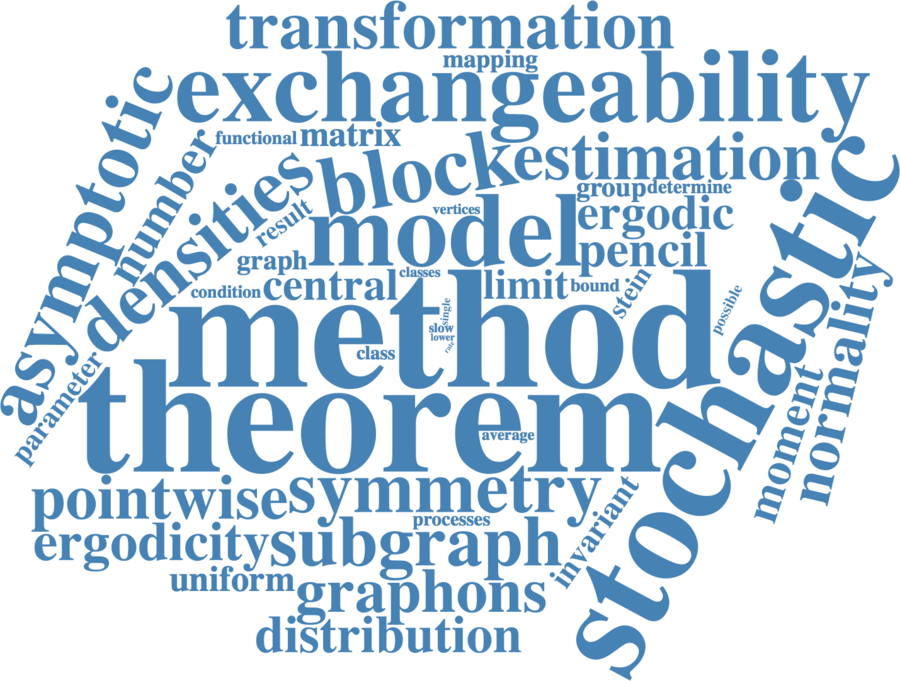 transformation
mapping
exchangeability
asymptotic
functional
matrix
number
block
estimation
densities
result
group
determine
stochastic
vertices
model
ergodic
graph
pencil
classes
condition
central
limit
bound
stein
single
possible
method
slow
lower
rate
class
normality
parameter
moment
theorem
average
pointwise
symmetry
processes
invariant
ergodicity
subgraph
uniform
graphons
distribution